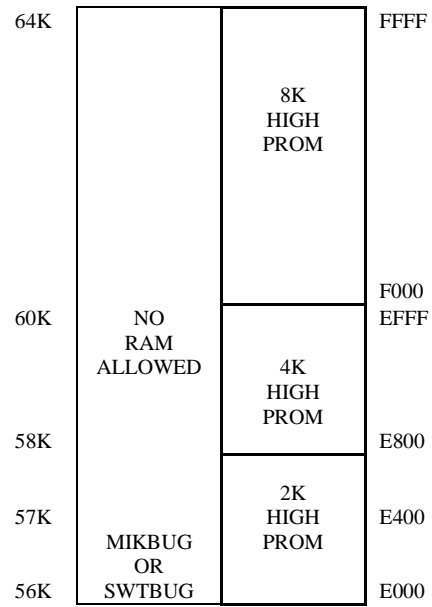 64K FFFF
8K
HIGH
PROM
F000
60K NO EFFF
RAM
ALLOWED 4K
HIGH
PROM
58K E800
2K
57K HIGH E400
MIKBUG PROM
OR
56K SWTBUG E000